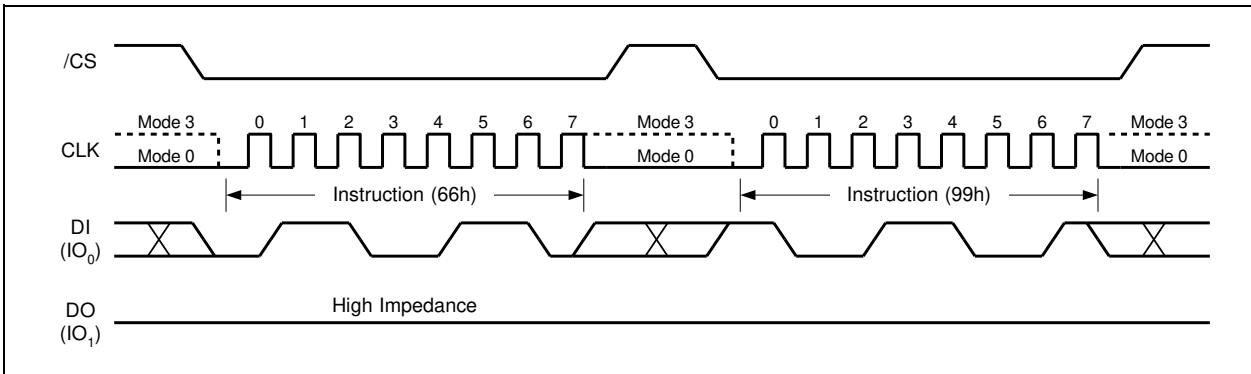 /CS
Mode 3 0 1 2 3 4 5 6 7 Mode 3 0 1 2 3 4 5 6 7 Mode 3
CLK
Mode 0 Mode 0 Mode 0
Instruction (66h) Instruction (99h)
DI
(IO0)
High Impedance
DO
(IO1)